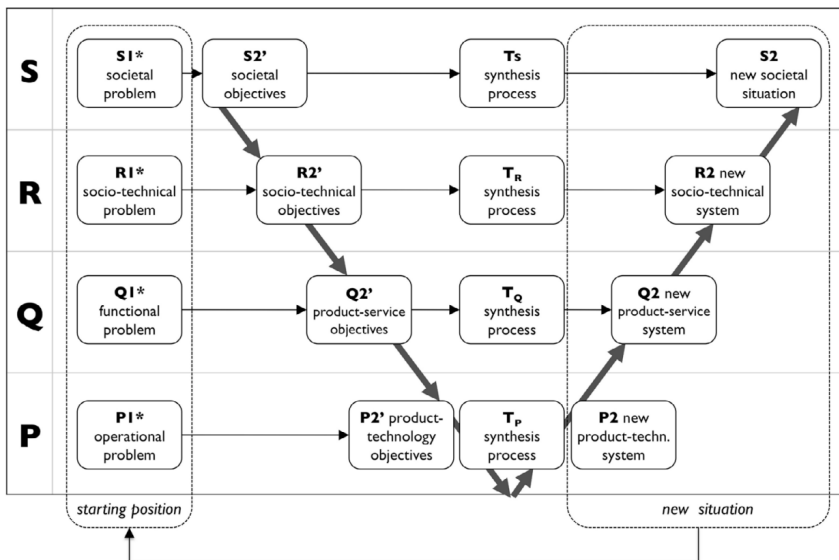 S
S1*
societal
problem
S2’
societal
objectives
Ts
synthesis
process
S2
new societal
situation
R
R1*
socio-technical
problem
R2’
socio-technical
objectives
TR
synthesis
process
R2 new
socio-technical
system
Q
Q1*
functional
problem
Q2’
product-service
objectives
TQ
synthesis
process
Q2 new
product-service
system
P
P1*
operational
problem
P2’ product-
technology
objectives
TP
synthesis
process
P2 new
product-techn.
system
starting position
new situation